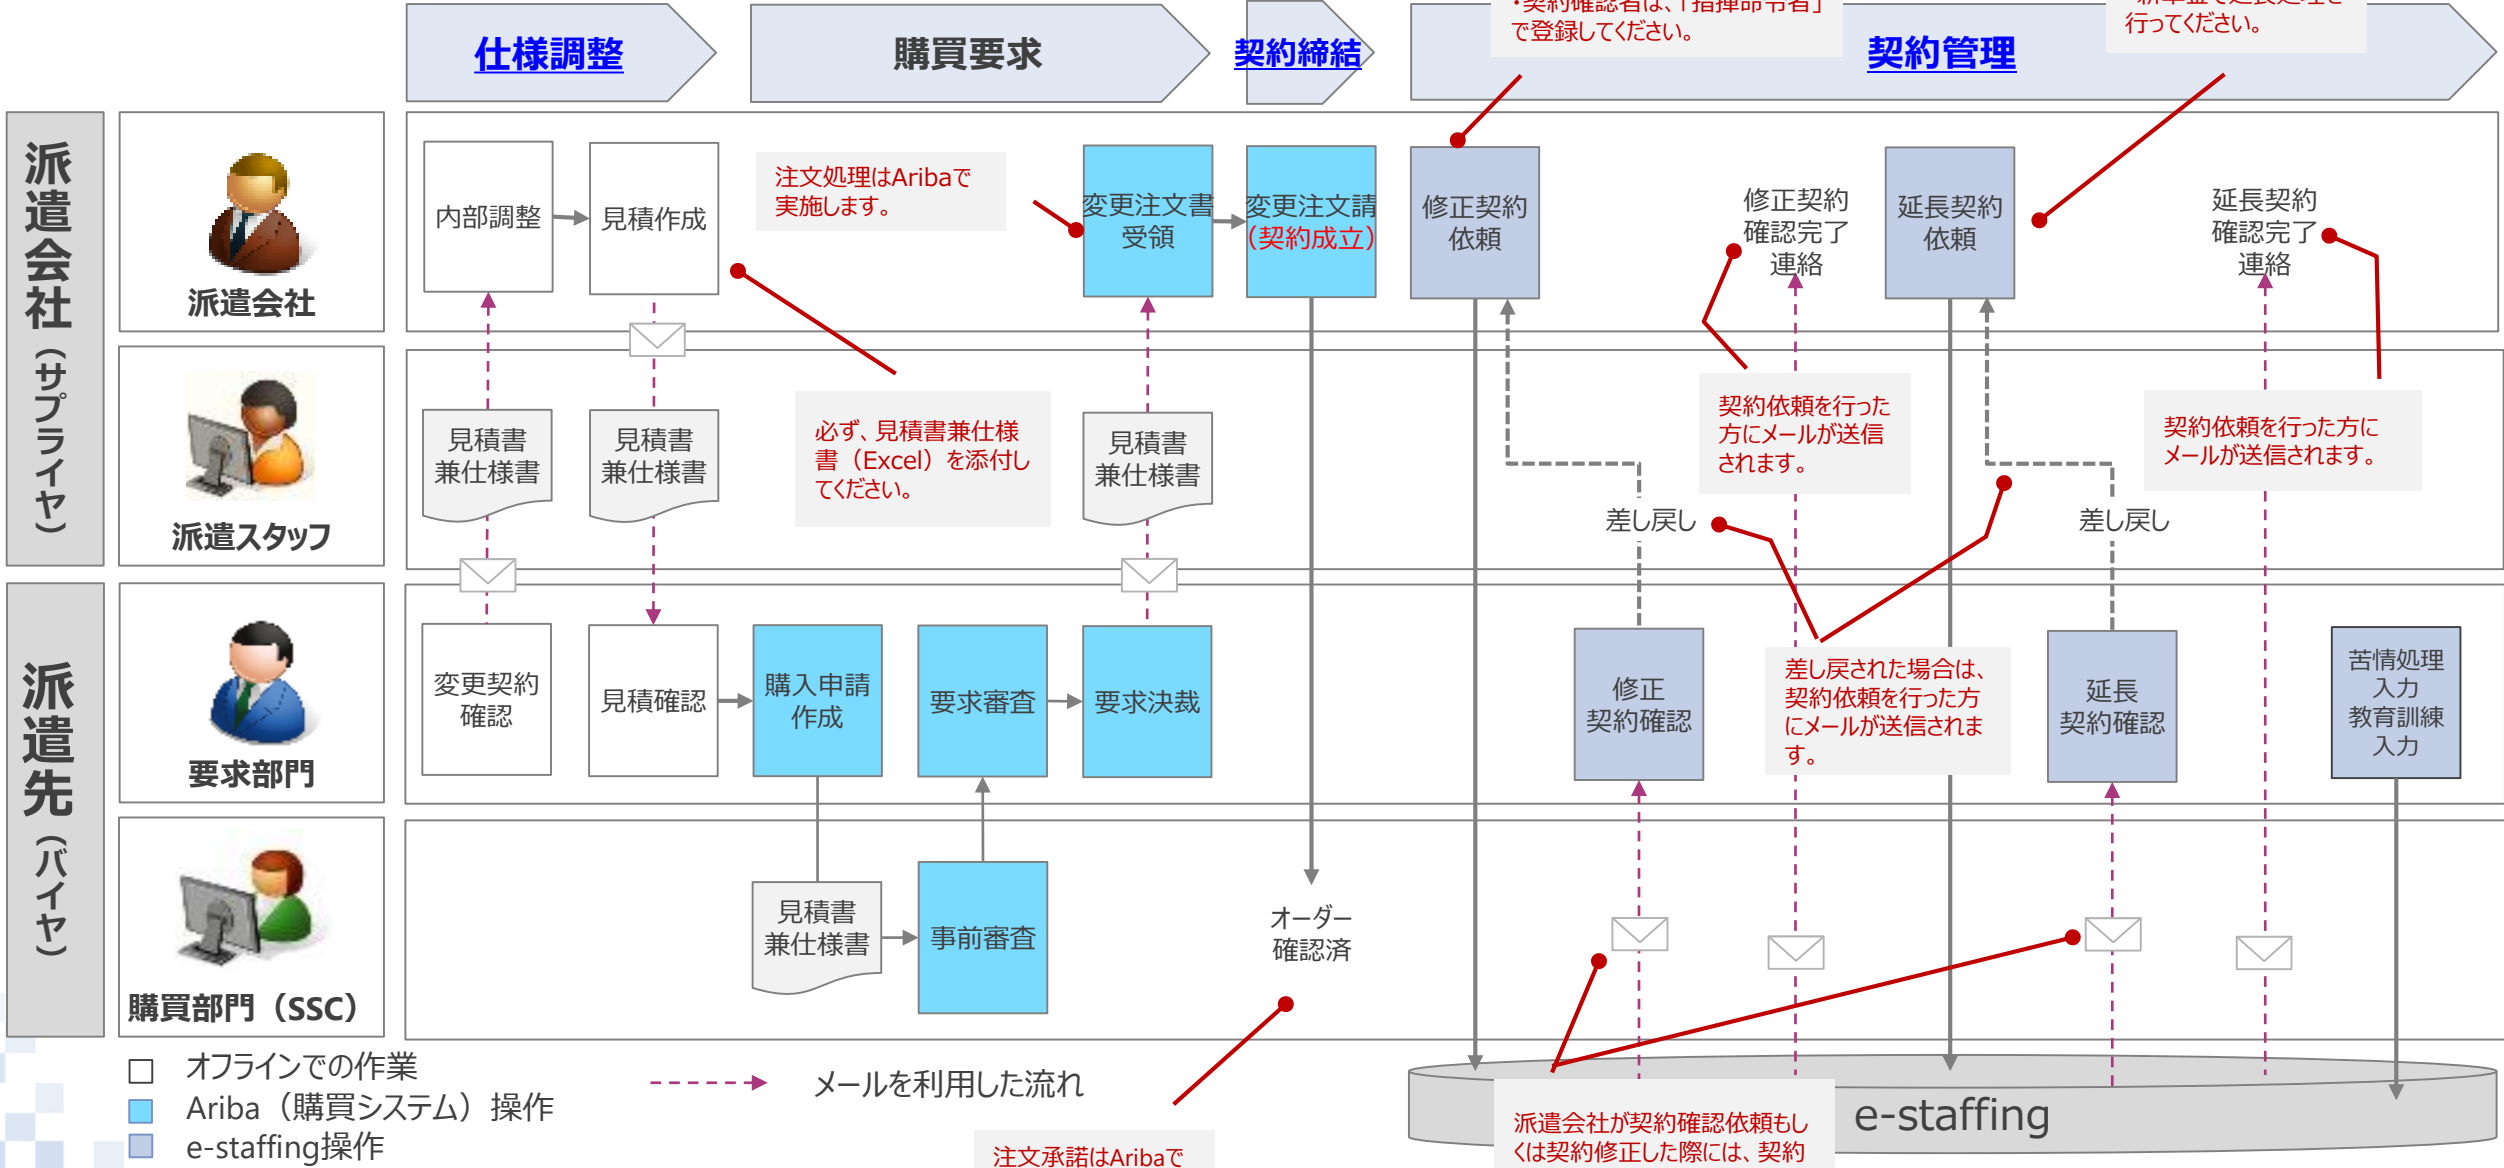 仕様調整
購買要求
契約締結
・契約確認者は、「指揮命令者」
で登録してください。
契約管理
行ってください。
派遣会社（サプライヤ）
派遣会社
内部調整
見積作成
注文処理はAribaで
実施します。
変更注文書
受領
変更注文請
（契約成立）
修正契約
依頼
修正契約
確認完了
連絡
延長契約
依頼
延長契約
確認完了
連絡
派遣スタッフ
見積書
兼仕様書
見積書
兼仕様書
必ず、見積書兼仕様
書（Excel）を添付し
てください。
見積書
兼仕様書
契約依頼を行った
方にメールが送信
されます。
契約依頼を行った方に
メールが送信されます。
差し戻し
差し戻し
派遣先（バイヤ）
要求部門
変更契約
確認
見積確認
購入申請
作成
要求審査
要求決裁
修正
契約確認
差し戻された場合は、
契約依頼を行った方
にメールが送信されま
す。
延長
契約確認
苦情処理
入力
教育訓練
入力
購買部門（SSC）
見積書
兼仕様書
事前審査
オーダー
確認済
オフラインでの作業
Ariba（購買システム）操作
e-staffing操作
メールを利用した流れ
注文承諾はAribaで
派遣会社が契約確認依頼もし
くは契約修正した際には、契約
e-staffing